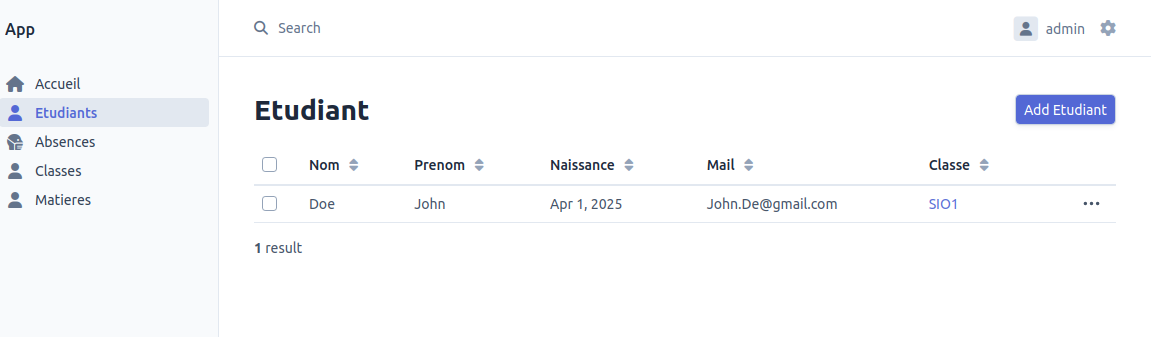 App
Search
admin
Accueil
Etudiants
Absences
Classes
Matieres
Etudiant
Add Etudiant
Nom Prenom Naissance Mail Classe
Doe John Apr 1, 2025 John.De@gmail.com SIO1 ...
1 result